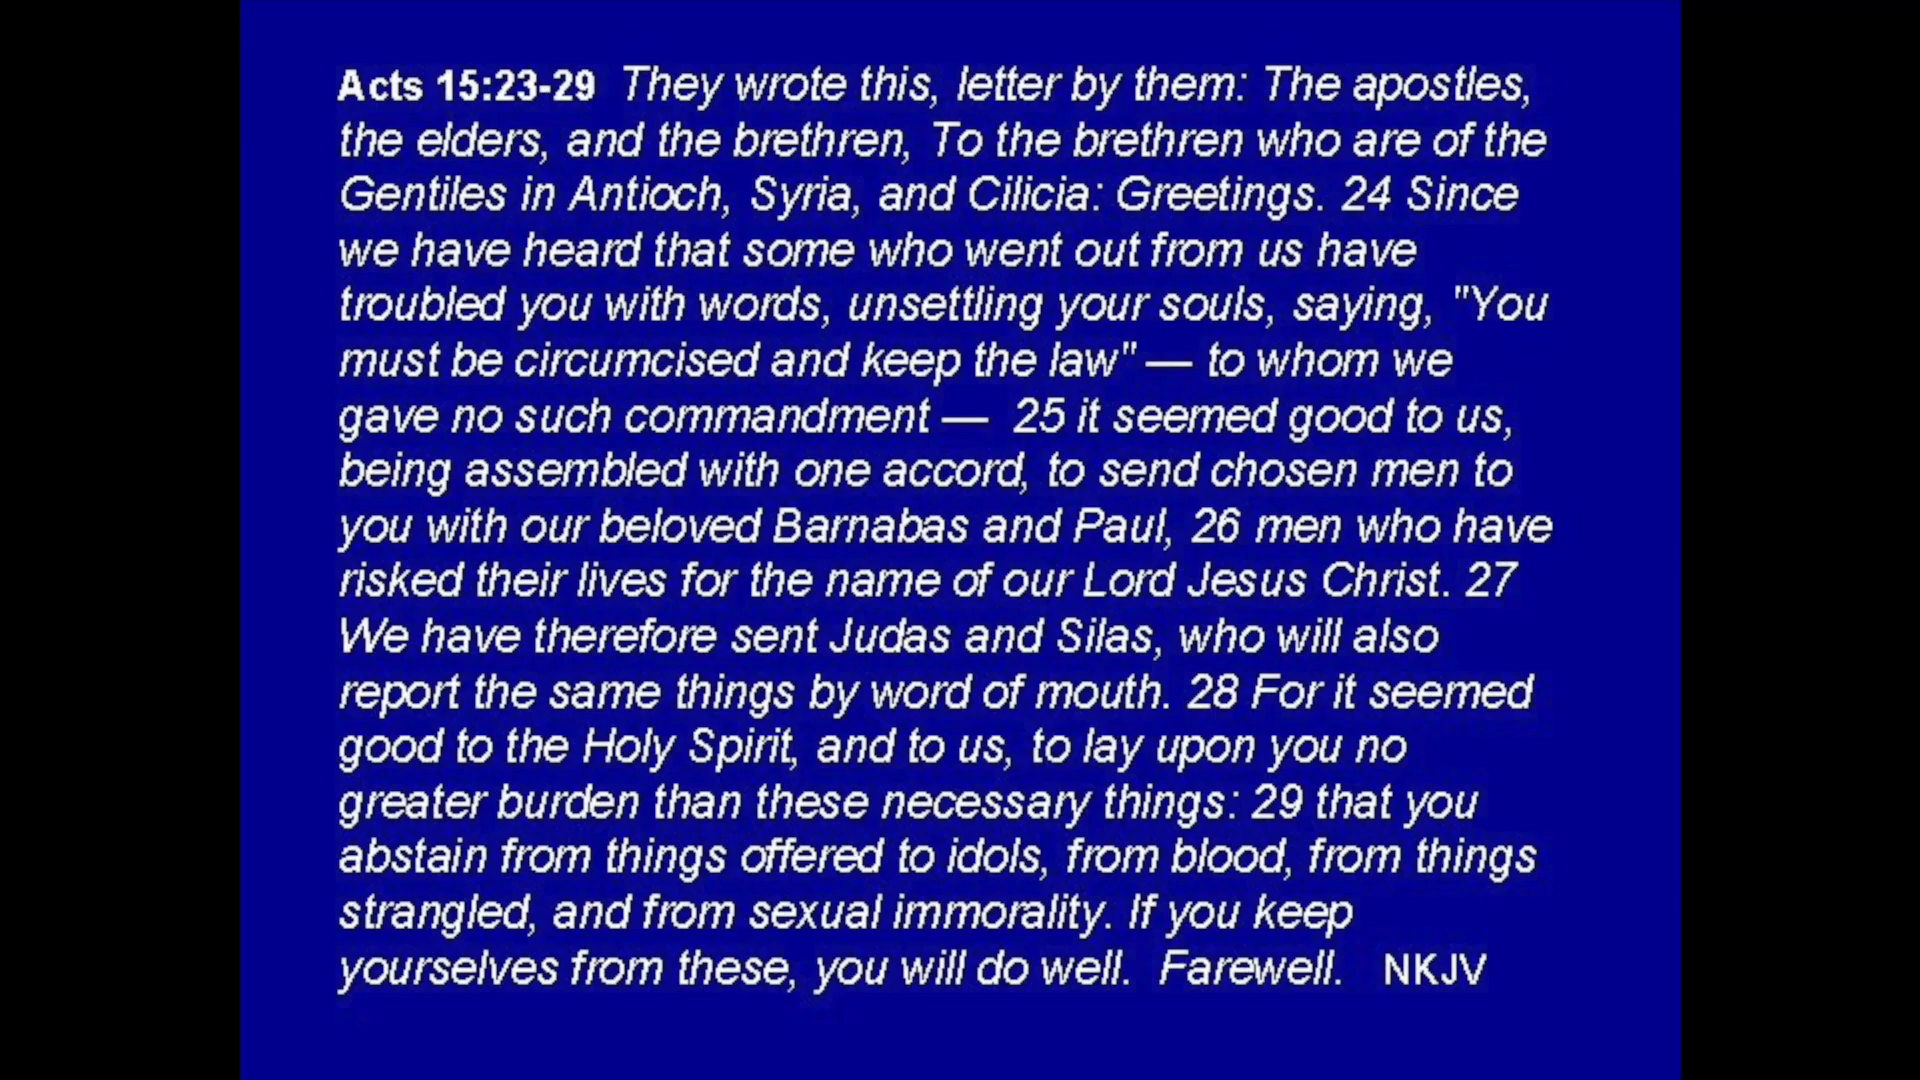 Acts 15:23-29 They wrote this, letter by them: The apostles,
the elders, and the brethren, To the brethren who are of the
Gentiles in Antioch, Syria, and Cilicia: Greetings. 24 Since
we have heard that some who went out from us have
troubled you with words, unsettling your souls, saying, "You
must be circumcised and keep the law" — to whom we
gave no such commandment — 25 it seemed good to us,
being assembled with one accord, to send chosen men to
you with our beloved Barnabas and Paul, 26 men who have
risked their lives for the name of our Lord Jesus Christ. 27
We have therefore sent Judas and Silas, who will also
report the same things by word of mouth. 28 For it seemed
good to the Holy Spirit, and to us, to lay upon you no
greater burden than these necessary things: 29 that you
abstain from things offered to idols, from blood, from things
strangled, and from sexual immorality. If you keep
yourselves from these, you will do well. Farewell. NKJV